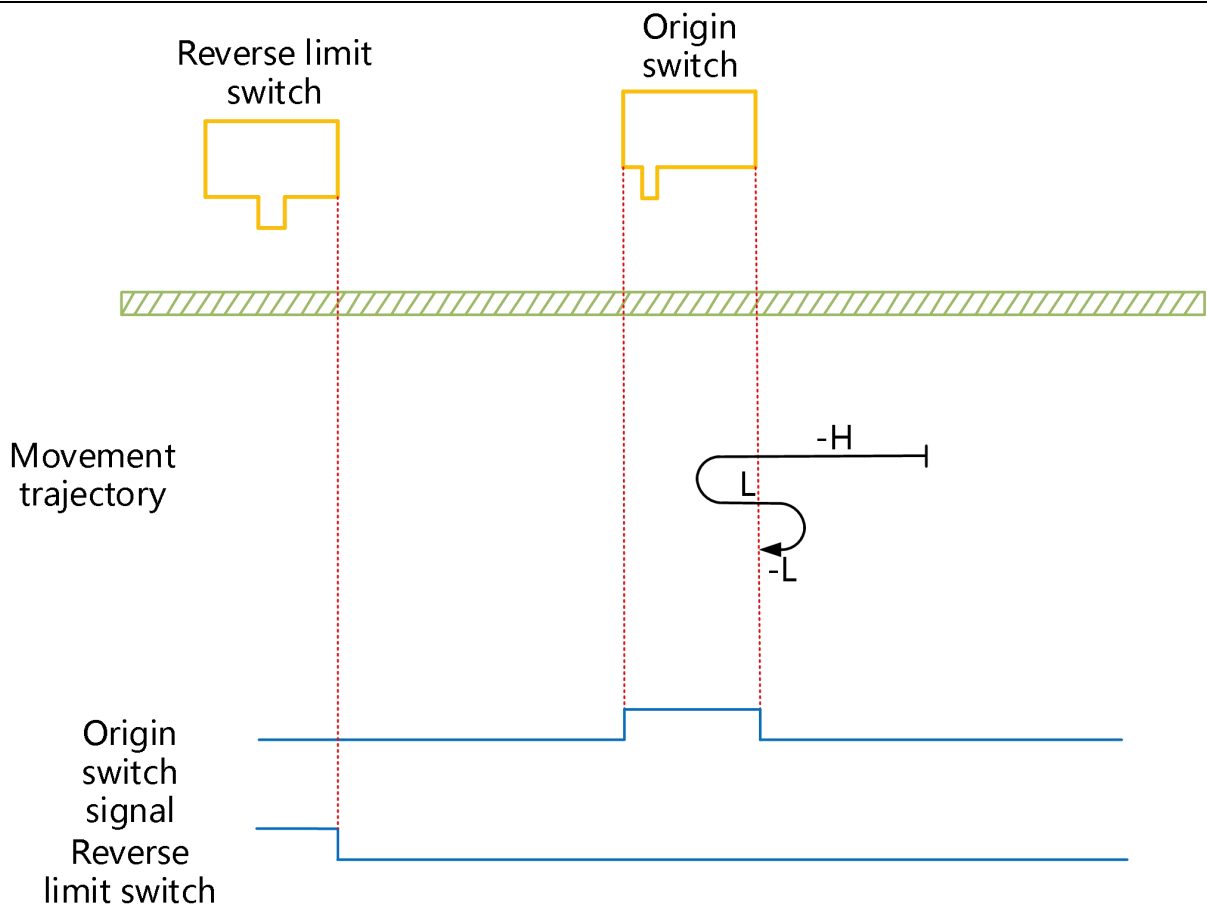 Reverse limit
switch
Origin
switch
Movement
trajectory
-H
L
-L
Origin
switch
signal
Reverse
limit switch